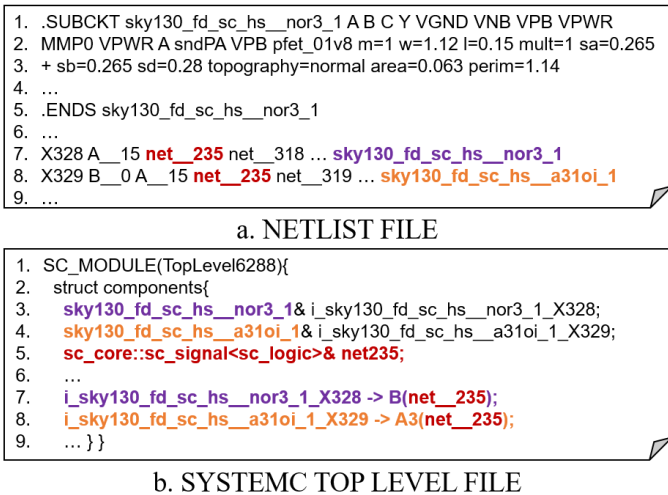 1. .SUBCKT sky130_fd_sc_hs__nor3_1 A B C Y VGND VNB VPB VPWR
2. MMP0 VPWR A sndPA VPB pfet_01v8 m=1 w=1.12 l=0.15 mult=1 sa=0.265
3. + sb=0.265 sd=0.28 topography=normal area=0.063 perim=1.14
4. ...
5. .ENDS sky130_fd_sc_hs__nor3_1
6. ...
7. X328 A__15 net__235 net__318 ... sky130_fd_sc_hs__nor3_1
8. X329 B__0 A__15 net__235 net__319 ... sky130_fd_sc_hs__a31oi_1
9. ...
a. NETLIST FILE
1. SC_MODULE(TopLevel6288){
2. struct components{
3. sky130_fd_sc_hs__nor3_1& i_sky130_fd_sc_hs__nor3_1_X328;
4. sky130_fd_sc_hs__a31oi_1& i_sky130_fd_sc_hs__a31oi_1_X329;
5. sc_core::sc_signal<sc_logic>& net235;
6. ...
7. i_sky130_fd_sc_hs__nor3_1_X328 -> B(net__235);
8. i_sky130_fd_sc_hs__a31oi_1_X329 -> A3(net__235);
9. ... } }
b. SYSTEMC TOP LEVEL FILE